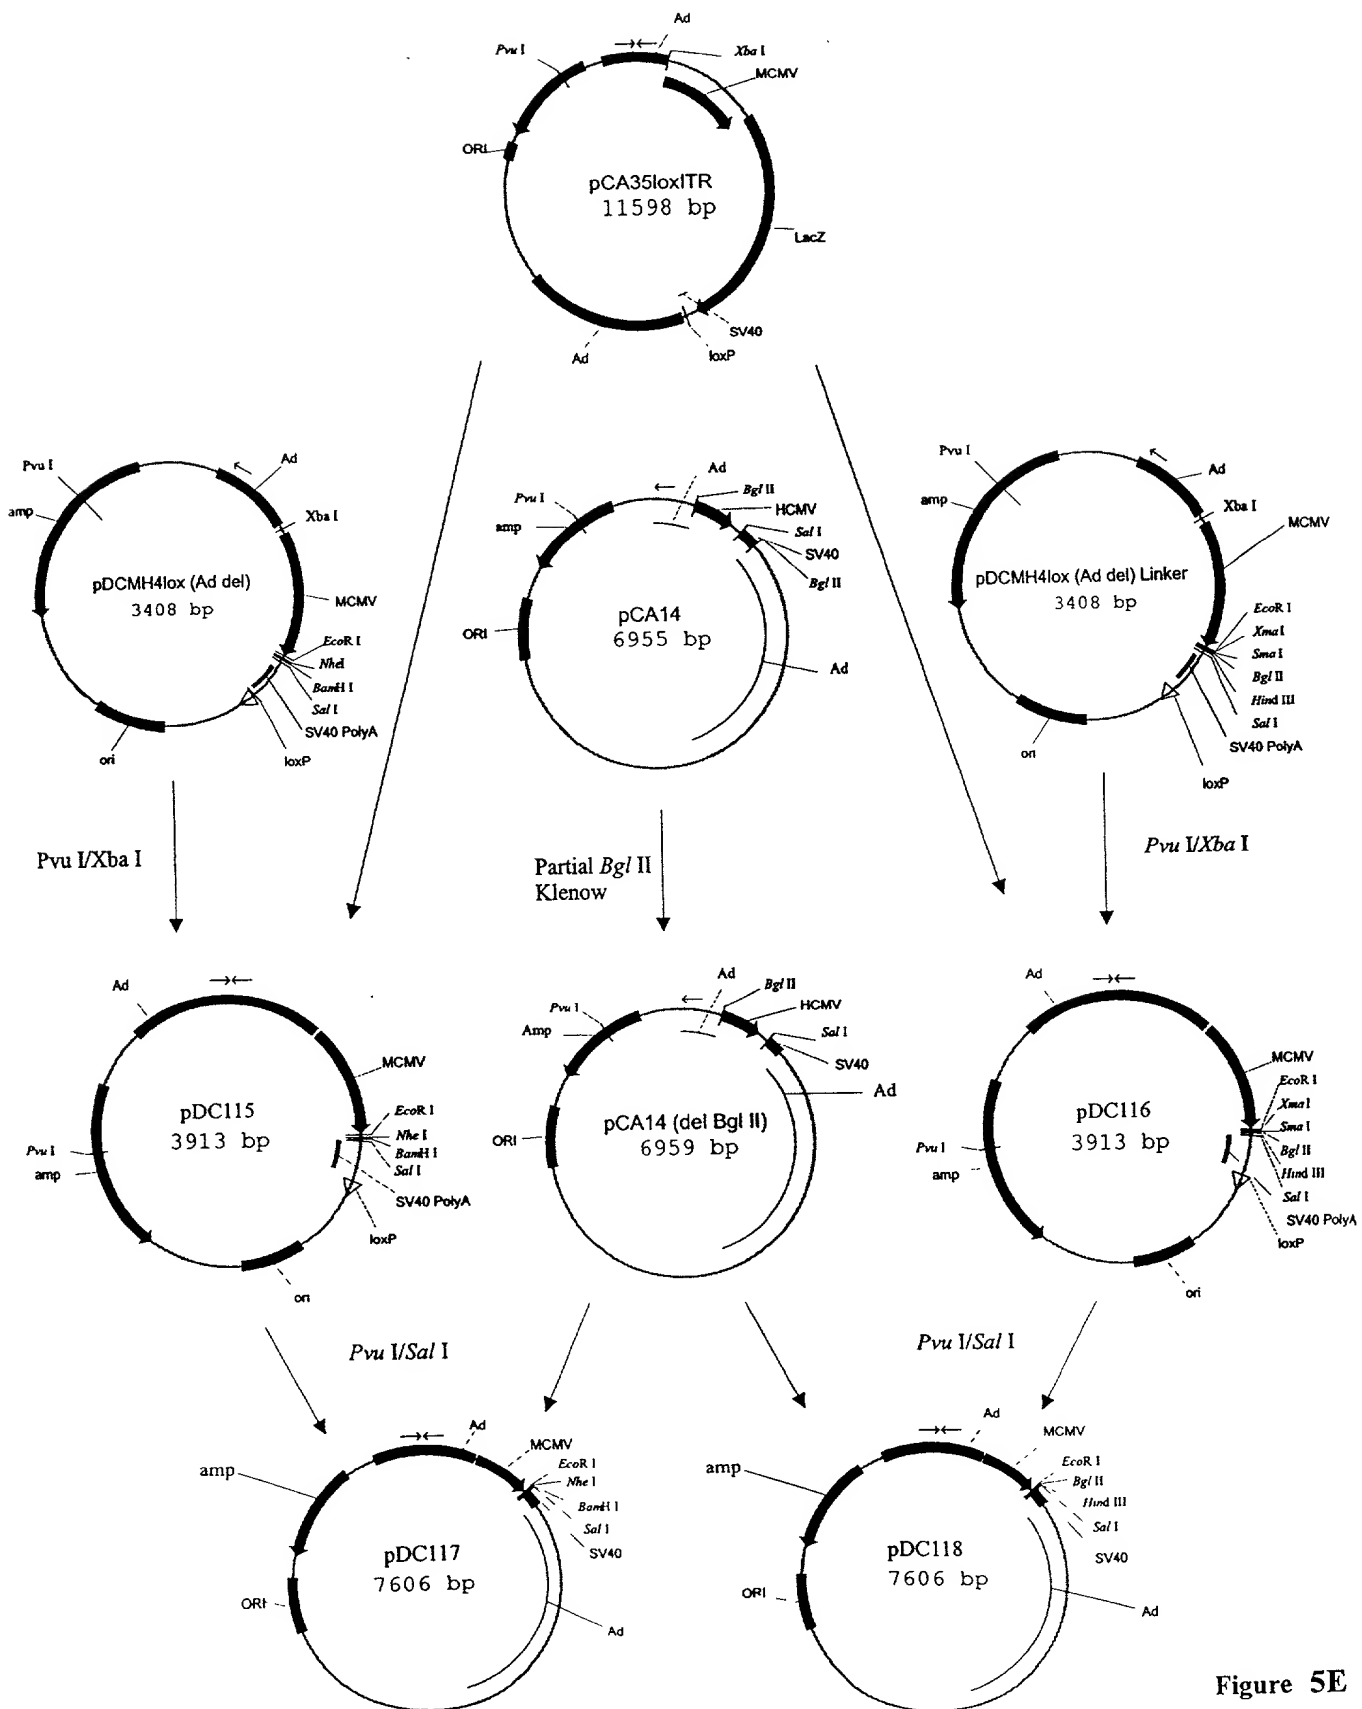 Ad
Pvu I
Xba I
MCMV
ORI
pCA35loxITR
11598 bp
LacZ
SV40
loxP
Ad
Pvu I
Ad
amp
Xba I
pDCMH4lox (Ad del)
3408 bp
MCMV
EcoR I
NheI
BamH I
Sal I
SV40 PolyA
loxP
ori
Ad
Bgl II
Pvu I
HCMV
amp
Sal I
SV40
Bgl II
pCA14
6955 bp
ORI
Ad
Pvu I
Ad
amp
Xba I
MCMV
pDCMH4lox (Ad del) Linker
3408 bp
EcoR I
Xma I
Sma I
Bgl II
Hind III
Sal I
SV40 PolyA
ori
loxP
Pvu I/Xba I
Partial Bgl II
Klenow
Pvu I/Xba I
Ad
MCMV
pDC115
3913 bp
EcoR I
Nhe I
BamH I
Sal I
Pvu I
amp
SV40 PolyA
loxP
ori
Ad
Bgl II
Pvu I
HCMV
Amp
Sal I
SV40
Ad
pCA14 (del Bgl II)
6959 bp
ORI
Ad
MCMV
EcoR I
pDC116
3913 bp
XmaI
Sma I
Bgl II
Pvu I
amp
Hind III
Sal I
SV40 PolyA
loxP
ori
Pvu I/Sal I
Pvu I/Sal I
Ad
MCMV
amp
EcoR I
Nhe I
BamH I
Sal I
SV40
pDC117
7606 bp
ORI
Ad
Ad
MCMV
amp
EcoR I
Bgl II
Hind III
Sal I
SV40
pDC118
7606 bp
ORI
Ad
Figure 5E